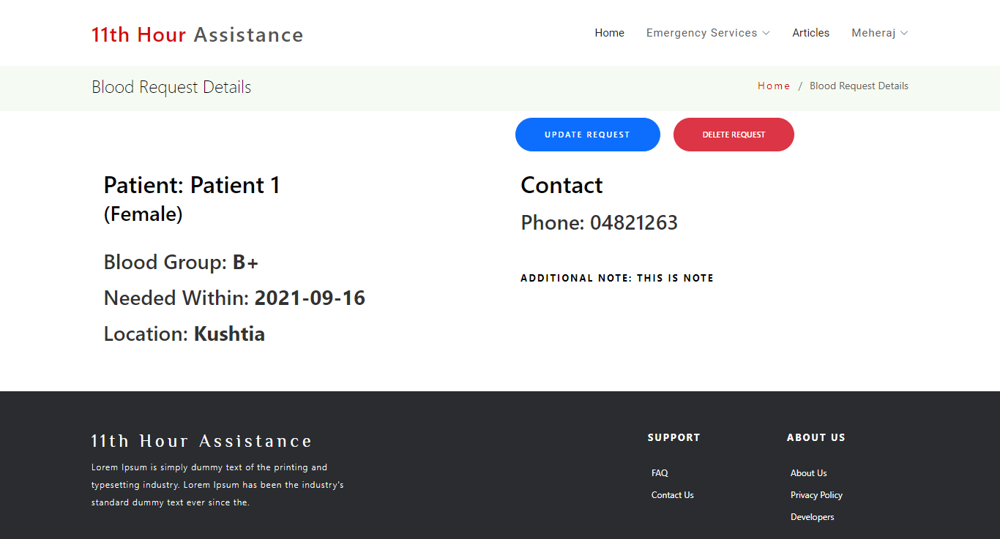 11th Hour Assistance
Home Emergency Services Articles Meheraj
Blood Request Details
Home / Blood Request Details
UPDATE REQUEST DELETE REQUEST
Patient: Patient 1
(Female)
Blood Group: B+
Needed Within: 2021-09-16
Location: Kushtia
Contact
Phone: 04821263
ADDITIONAL NOTE: THIS IS NOTE
11th Hour Assistance
Lorem Ipsum is simply dummy text of the printing and
typesetting industry. Lorem Ipsum has been the industry's
standard dummy text ever since the.
SUPPORT
FAQ
Contact Us
ABOUT US
About Us
Privacy Policy
Developers